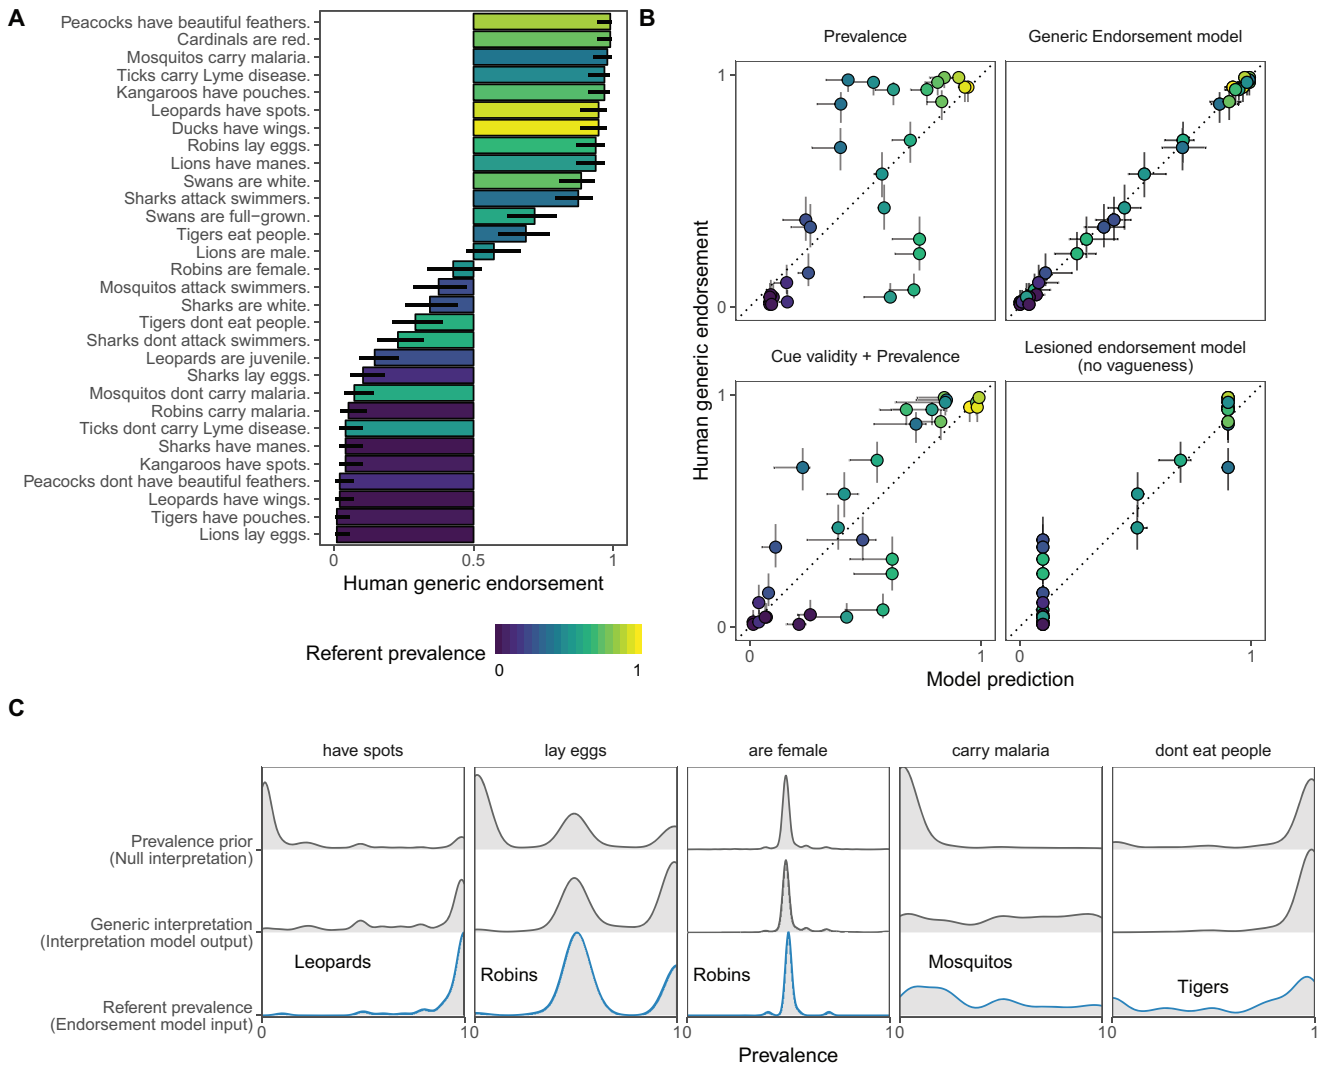 A
Peacocks have beautiful feathers.
Cardinals are red.
Mosquitos carry malaria.
Ticks carry Lyme disease.
Kangaroos have pouches.
Leopards have spots.
Ducks have wings.
Robins lay eggs.
Lions have manes.
Swans are white.
Sharks attack swimmers.
Swans are full−grown.
Tigers eat people.
Lions are male.
Robins are female.
Mosquitos attack swimmers.
Sharks are white.
Tigers dont eat people.
Sharks dont attack swimmers.
Leopards are juvenile.
Sharks lay eggs.
Mosquitos dont carry malaria.
Robins carry malaria.
Ticks dont carry Lyme disease.
Sharks have manes.
Kangaroos have spots.
Peacocks dont have beautiful feathers.
Leopards have wings.
Tigers have pouches.
Lions lay eggs.
0 0.5 1
Human generic endorsement
Referent prevalence
0 1
B
Prevalence Generic Endorsement model
1
0
Cue validity + Prevalence Lesioned endorsement model
(no vagueness)
1
0
Human generic endorsement
0 1 0 1
Model prediction
C
have spots lay eggs are female carry malaria dont eat people
Prevalence prior
(Null interpretation)
Generic interpretation
(Interpretation model output)
Leopards Robins Robins Mosquitos Tigers
Referent prevalence
(Endorsement model input)
0 10 10 10 10 1
Prevalence